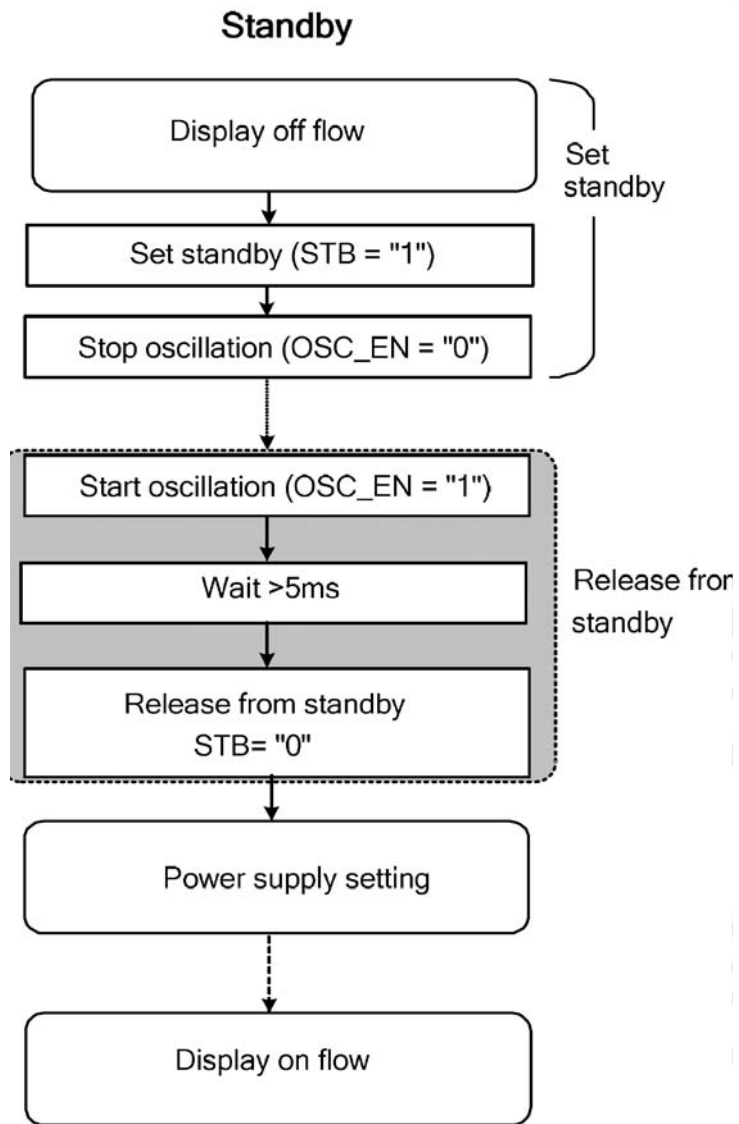 Standby
Display off flow
Set
standby
Set standby (STB = "1")
Stop oscillation (OSC_EN = "0")
Start oscillation (OSC_EN = "1")
Wait >5ms
Release from
standby
Release from standby
STB= "0"
Power supply setting
Display on flow